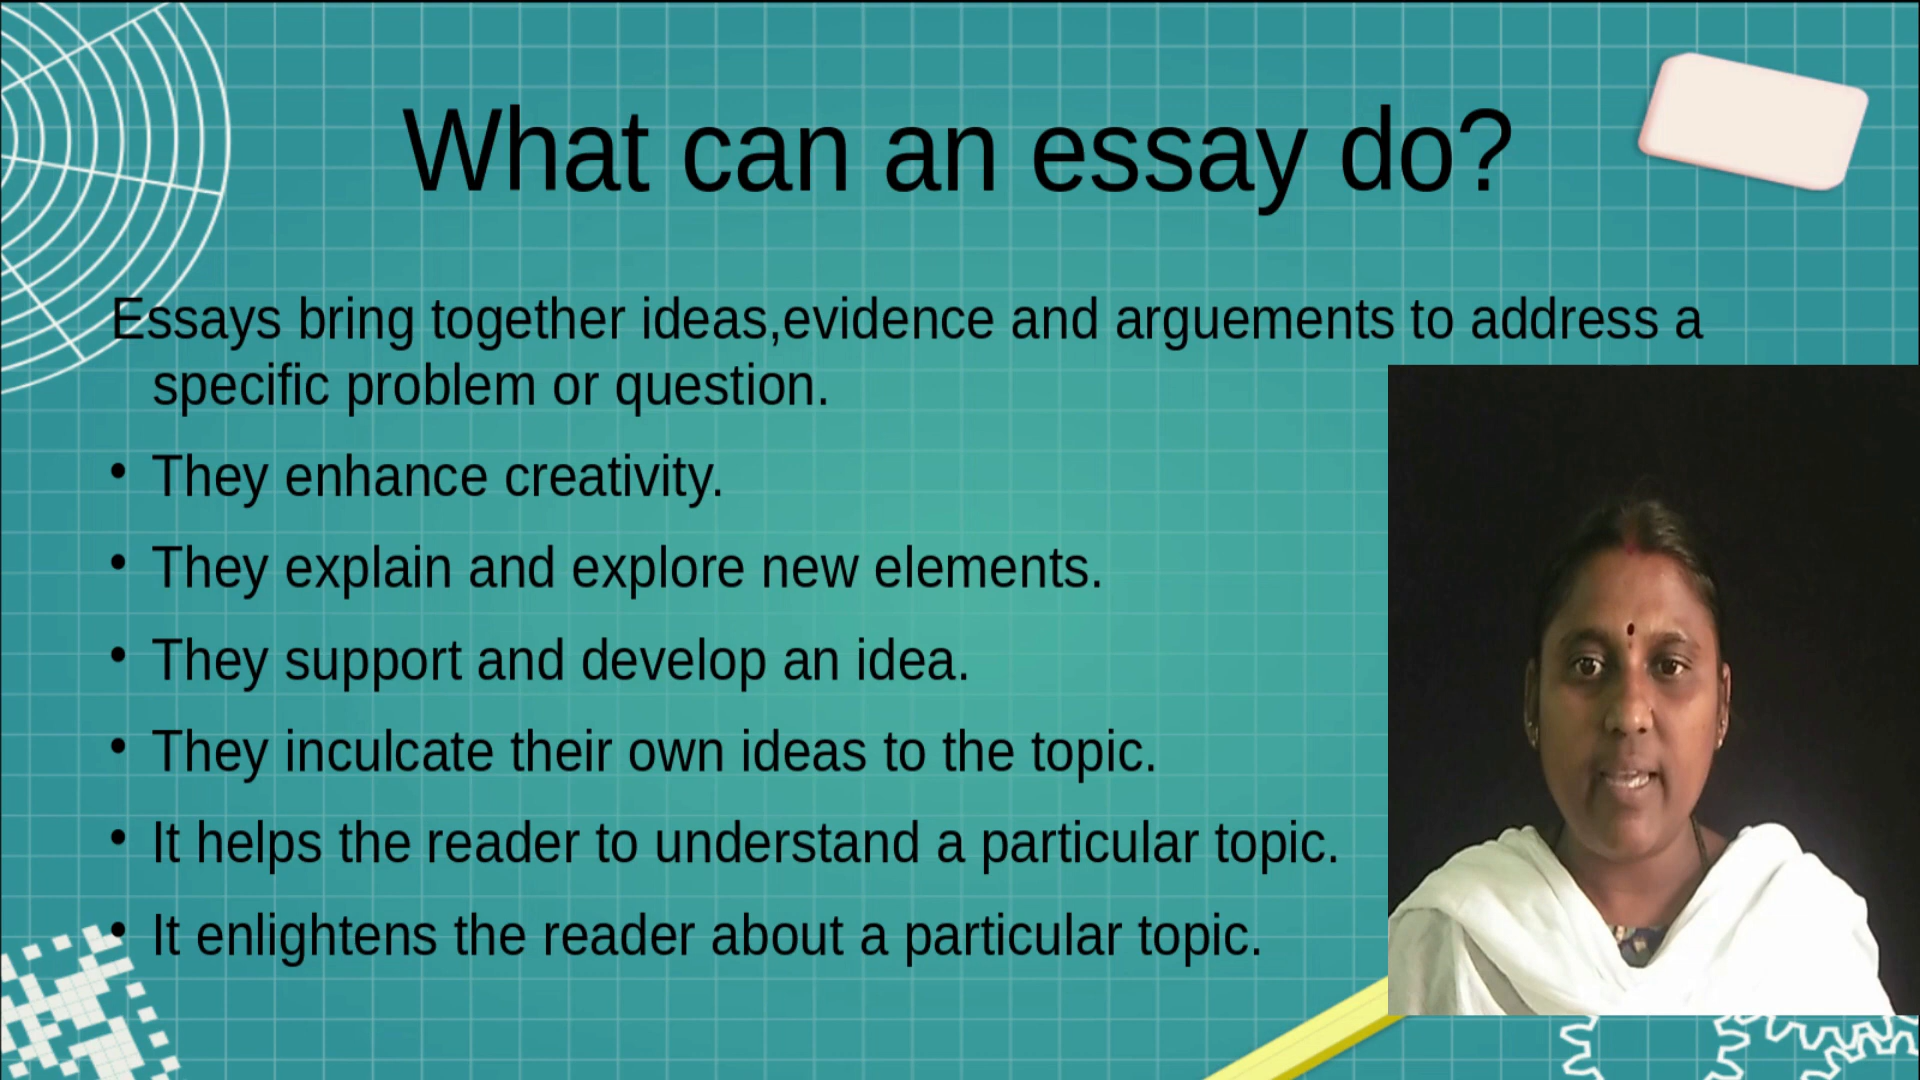 What can an essay do?
Essays bring together ideas,evidence and arguements to address a
specific problem or question.
• They enhance creativity.
• They explain and explore new elements.
• They support and develop an idea.
• They inculcate their own ideas to the topic.
• It helps the reader to understand a particular topic.
• It enlightens the reader about a particular topic.